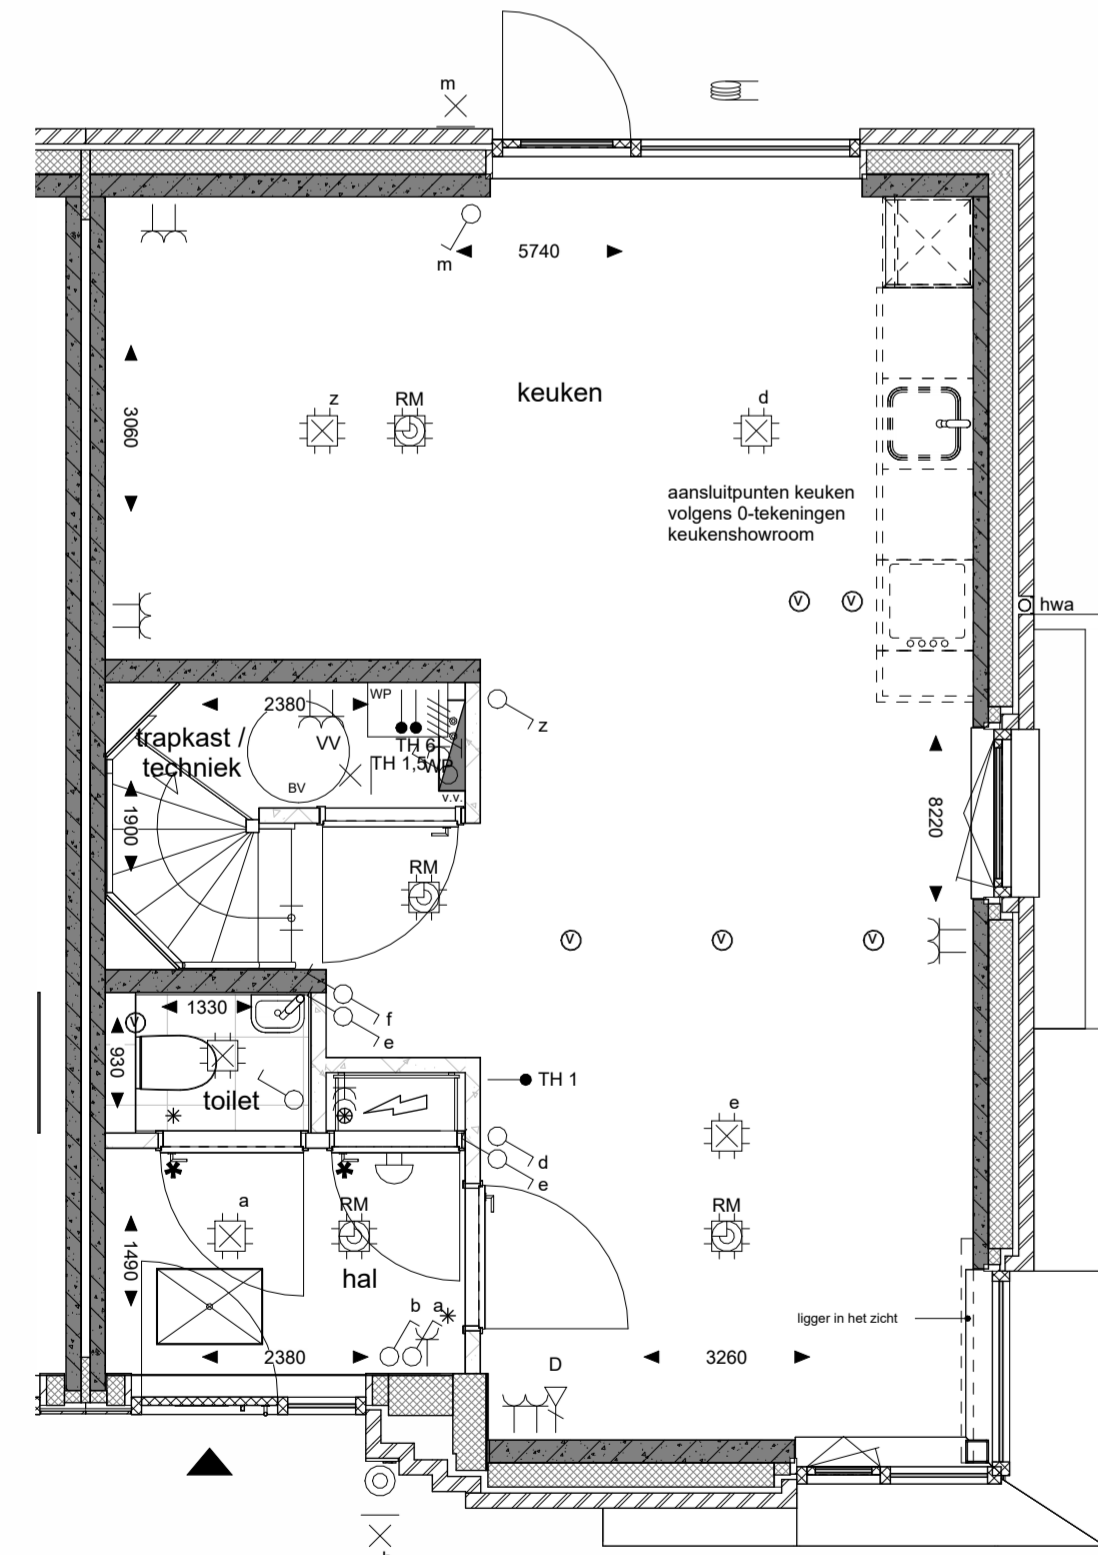 m
m
5740
3060
z
RM
keuken
d
aansluitpunten keuken
volgens 0-tekeningen
keukenshowroom
V
V
hwa
2380
WP
z
trapkast /
techniek
VV
TH 6
TH 1,5
WP
BV
v.v.
1900
8220
RM
V
V
V
1330
f
e
V
930
toilet
TH 1
e
d
e
a
RM
RM
1490
hal
b
a
ligger in het zicht
2380
D
3260